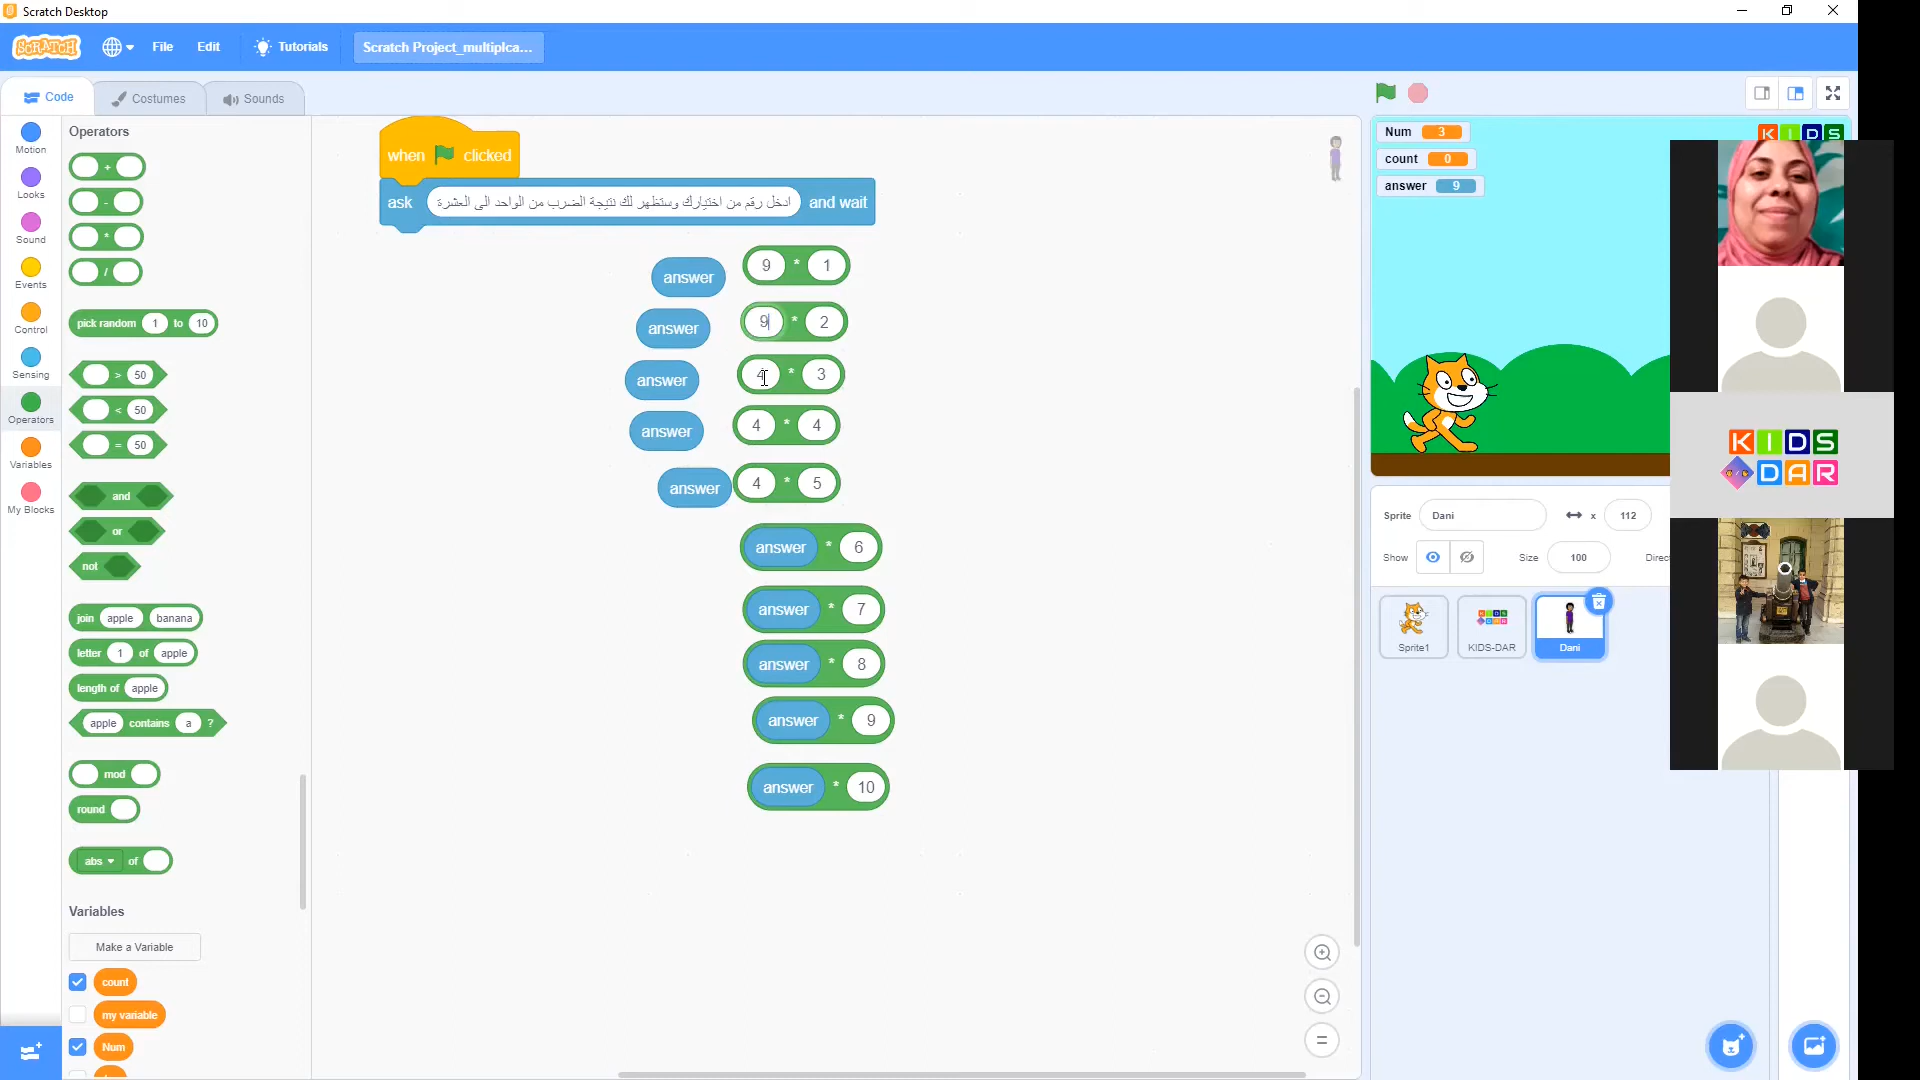 Scratch Desktop
SCRATCH File Edit Tutorials Scratch Project_multiplca...
Code Costumes Sounds
Motion
Looks
Sound
Events
Control
Sensing
Operators
Variables
My Blocks
Operators
+
-
*
/
pick random 1 to 10
> 50
< 50
= 50
and
or
not
join apple banana
letter 1 of apple
length of apple
apple contains a ?
mod
round
abs of
Variables
Make a Variable
count
my variable
Num
when clicked
ask ادخل رقم من اختيارك وستظهر لك نتيجة الضرب من الواحد الى العشرة and wait
answer 9 * 1
answer 9 * 2
answer 4 * 3
answer 4 * 4
answer 4 * 5
answer * 6
answer * 7
answer * 8
answer * 9
answer * 10
Num 3
count 0
answer 9
KIDS
KIDS
DAR
Sprite Dani x 112
Show Size 100 Direc
Sprite1 KIDS-DAR Dani